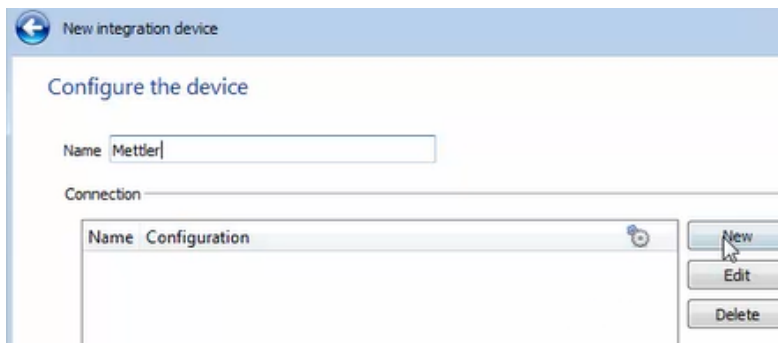 New integration device
Configure the device
Name Mettler
Connection
Name Configuration
New
Edit
Delete